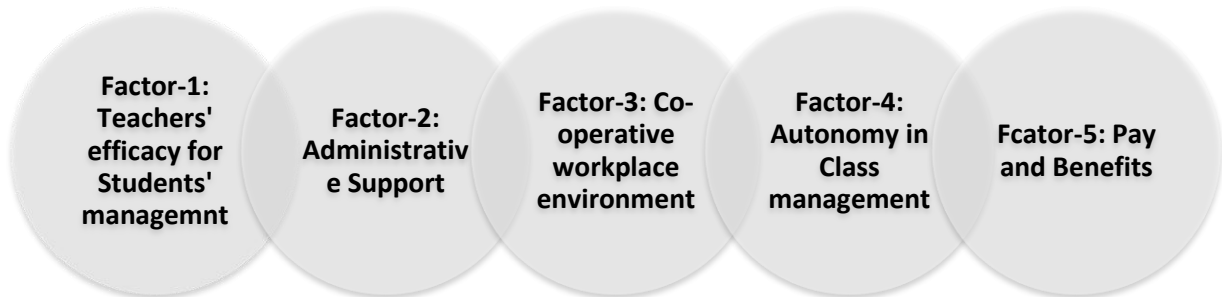 Factor-1:
Teachers'
efficacy for
Students'
managemnt
Factor-2:
Administrativ
e Support
Factor-3: Co-
operative
workplace
environment
Factor-4:
Autonomy in
Class
management
Fcator-5: Pay
and Benefits